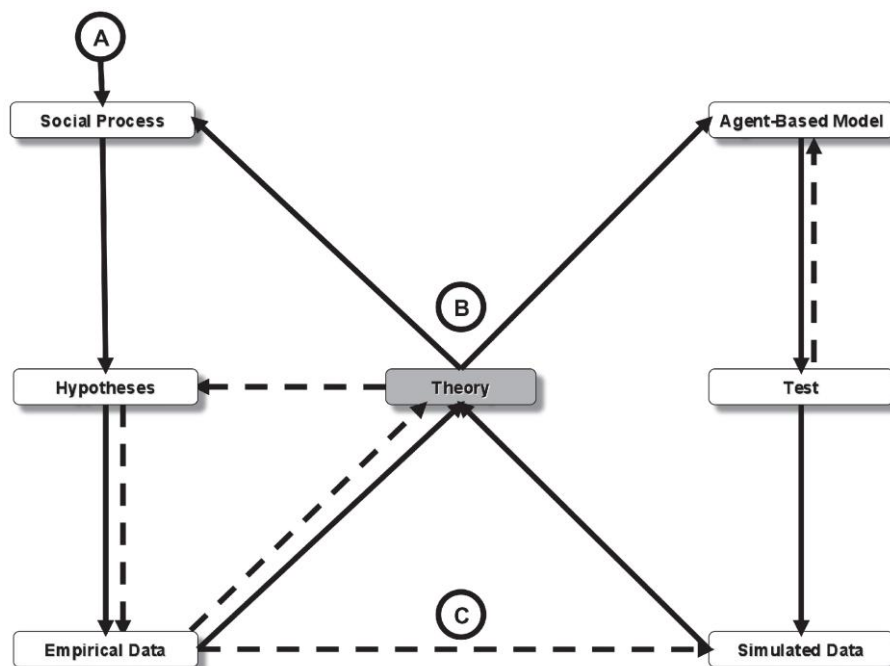 A
Social Process
Agent-Based Model
B
Hypotheses
Theory
Test
C
Empirical Data
Simulated Data